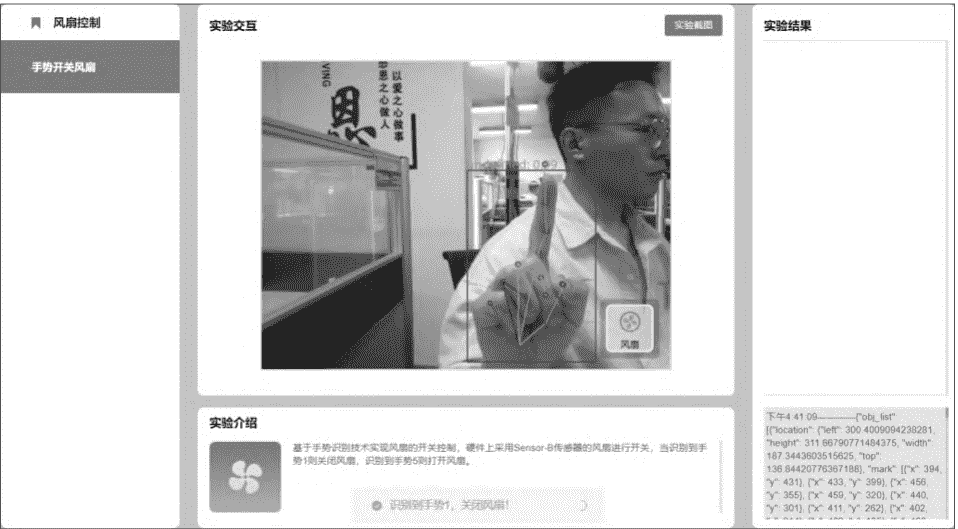 风扇控制
手势开关风扇
实验交互
实验截图
以爱之心做事
感恩之心做人
恩
VING
风扇
实验介绍
基于手势识别技术实现风扇的开关控制，硬件上采用Sensor-B传感器的风扇进行开关，当识别到手
势1则关闭风扇，识别到手势5则打开风扇。
识别到手势1，关闭风扇！
实验结果
下午4:41:09------------{"obj_list"
[{"location": {"left": 300.4009094238281,
"height": 311.66790771484375, "width":
187.3443603515625, "top":
136.84420776367188}, "mark": [[{"x": 394,
"y": 431}, {"x": 433, "y": 399}, {"x": 456,
"y": 355}, {"x": 459, "y": 320}, {"x": 440,
"y": 301}, {"x": 411, "y": 262}, {"x": 402,